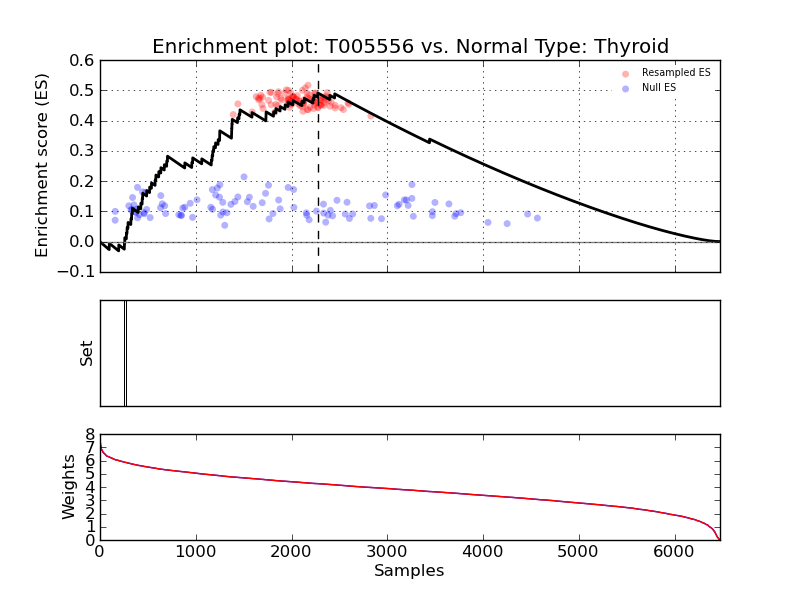 Enrichment plot: T005556 vs. Normal Type: Thyroid
Enrichment score (ES)
0.6
0.5
0.4
0.3
0.2
0.1
0.0
−0.1
Resampled ES
Null ES
Set
Weights
8
7
6
5
4
3
2
1
0
0 1000 2000 3000 4000 5000 6000
Samples